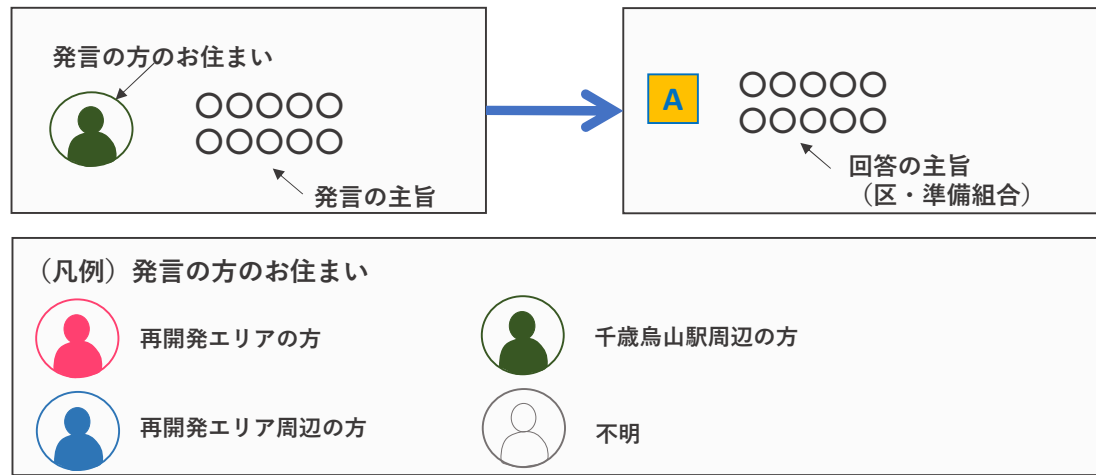 発言の方のお住まい
〇〇〇〇〇
〇〇〇〇〇
発言の主旨
A
〇〇〇〇〇
〇〇〇〇〇
回答の主旨
（区・準備組合）
（凡例）発言の方のお住まい
再開発エリアの方
千歳烏山駅周辺の方
再開発エリア周辺の方
不明